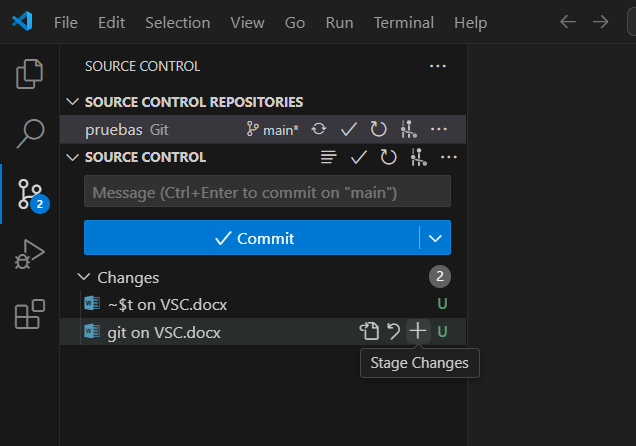 File Edit Selection View Go Run Terminal Help
SOURCE CONTROL
SOURCE CONTROL REPOSITORIES
pruebas Git main*
SOURCE CONTROL
Message (Ctrl+Enter to commit on "main")
2
Commit
Changes 2
~$t on VSC.docx U
git on VSC.docx U
Stage Changes